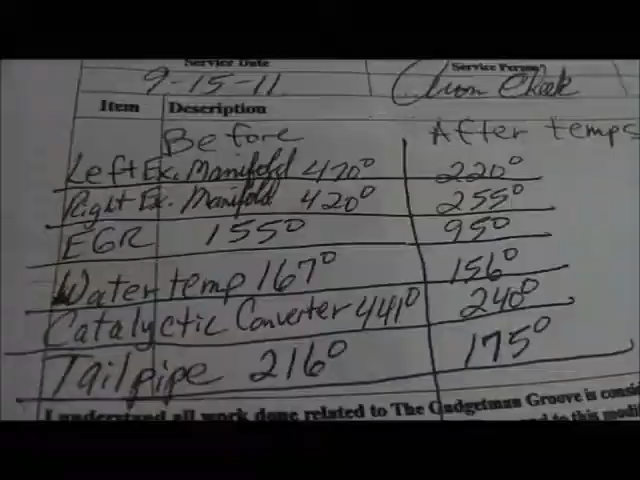 Service Date Service Person
9-15-11
Item Description
Before After temps
Left Ex. Manifold 420° 220°
Right Ex. Manifold 420° 255°
EGR 155° 95°
Water temp 167° 156°
Catalyctic Converter 441° 240°
Tailpipe 216° 175°
I understand all work done related to The Gadgetman Groove is
to this